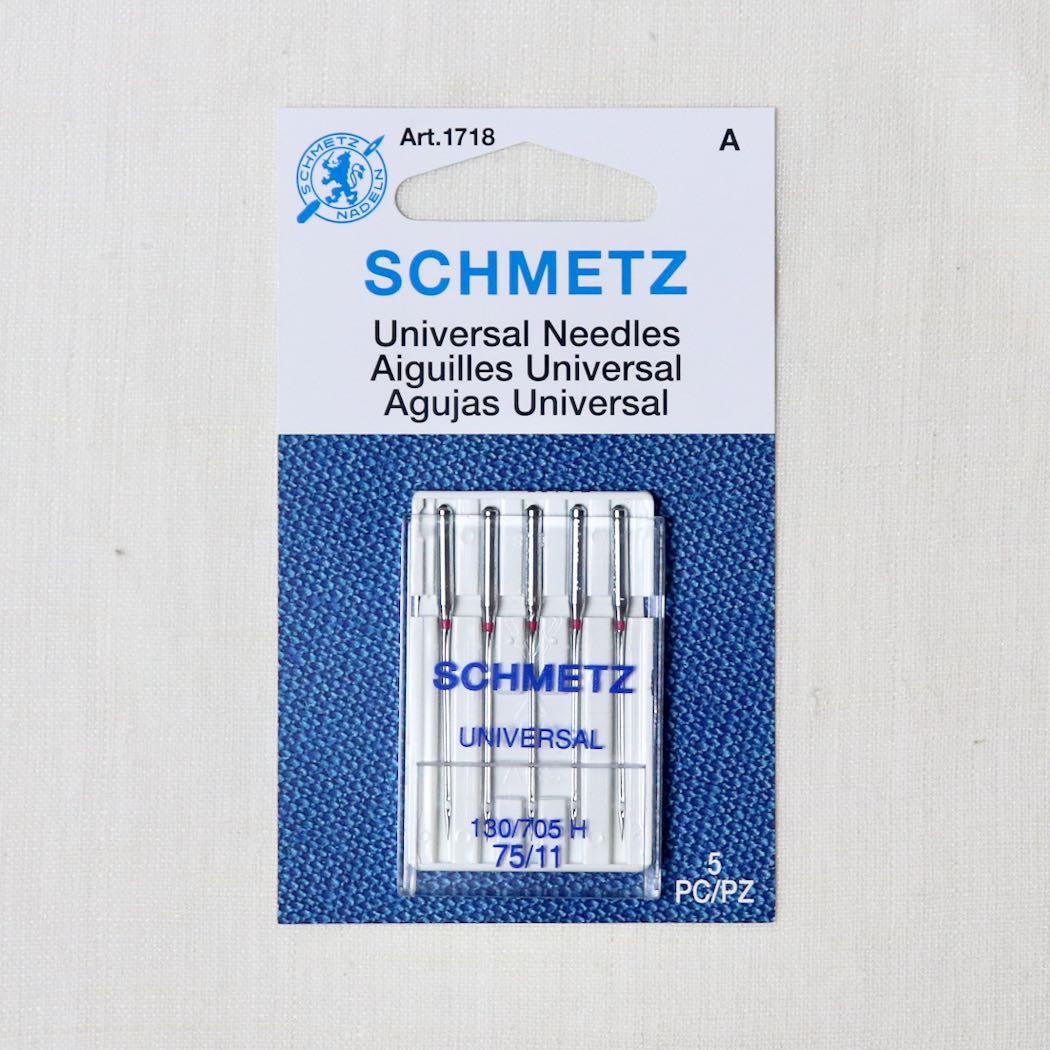 Art.1718
A
SCHMETZ
NADELN
SCHMETZ
Universal Needles
Aiguilles Universal
Agujas Universal
SCHMETZ
UNIVERSAL
130/705 H
75/11
5
PC/PZ